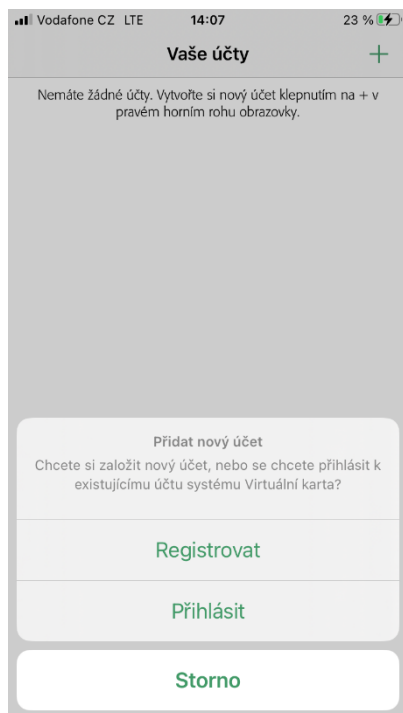 Vodafone CZ LTE 14:07 23 %
Vaše účty +
Nemáte žádné účty. Vytvořte si nový účet klepnutím na + v
pravém horním rohu obrazovky.
Přidat nový účet
Chcete si založit nový účet, nebo se chcete přihlásit k
existujícímu účtu systému Virtuální karta?
Registrovat
Přihlásit
Storno